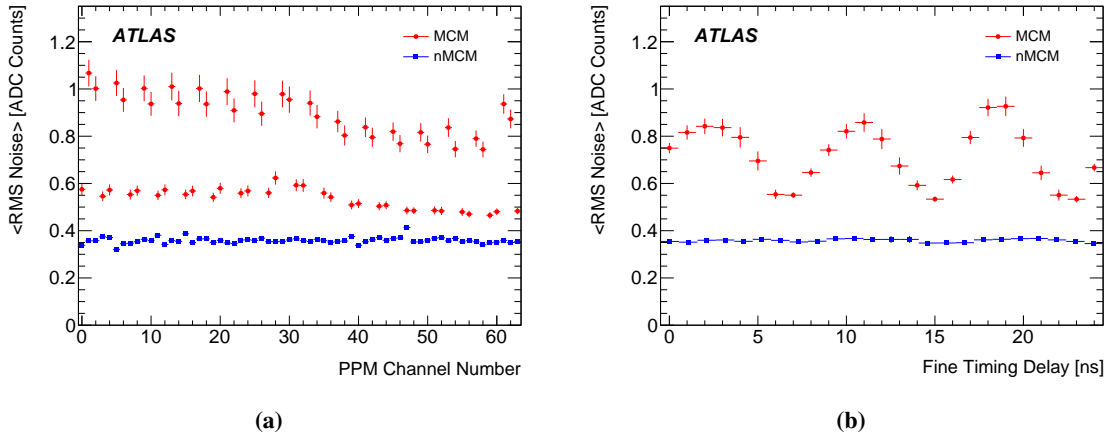 <RMS Noise> [ADC Counts]
1.2
1
0.8
0.6
0.4
0.2
0
ATLAS
MCM
nMCM
0 10 20 30 40 50 60
PPM Channel Number
(a)
<RMS Noise> [ADC Counts]
1.2
1
0.8
0.6
0.4
0.2
0
ATLAS
MCM
nMCM
0 5 10 15 20
Fine Timing Delay [ns]
(b)